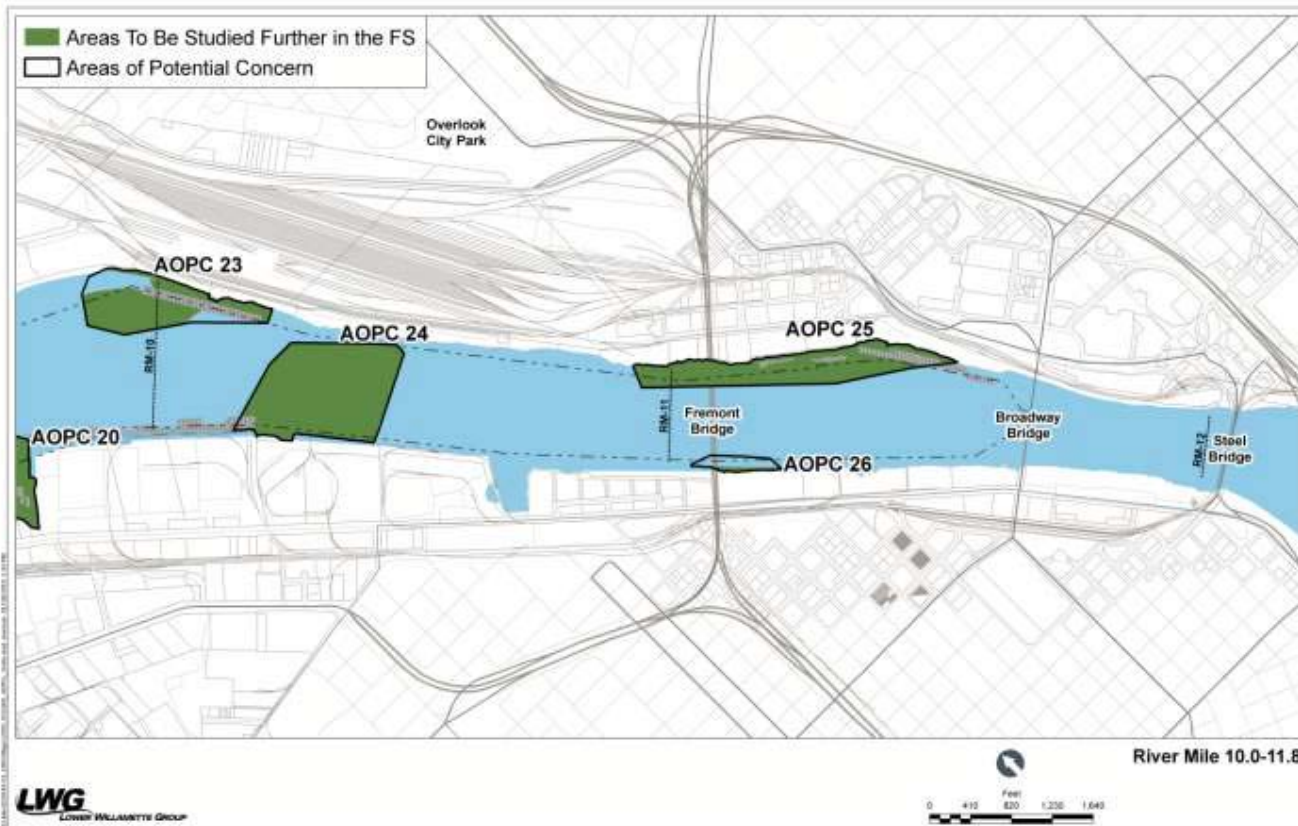 Areas To Be Studied Further in the FS
Areas of Potential Concern
Overlook
City Park
AOPC 23
AOPC 24
AOPC 25
RM-10
RM-11
Fremont
Bridge
Broadway
Bridge
RM-12
Steel
Bridge
AOPC 20
AOPC 26
River Mile 10.0-11.8
Feet
0 410 820 1,230 1,640
LWG
LOWER WILLAMETTE GROUP